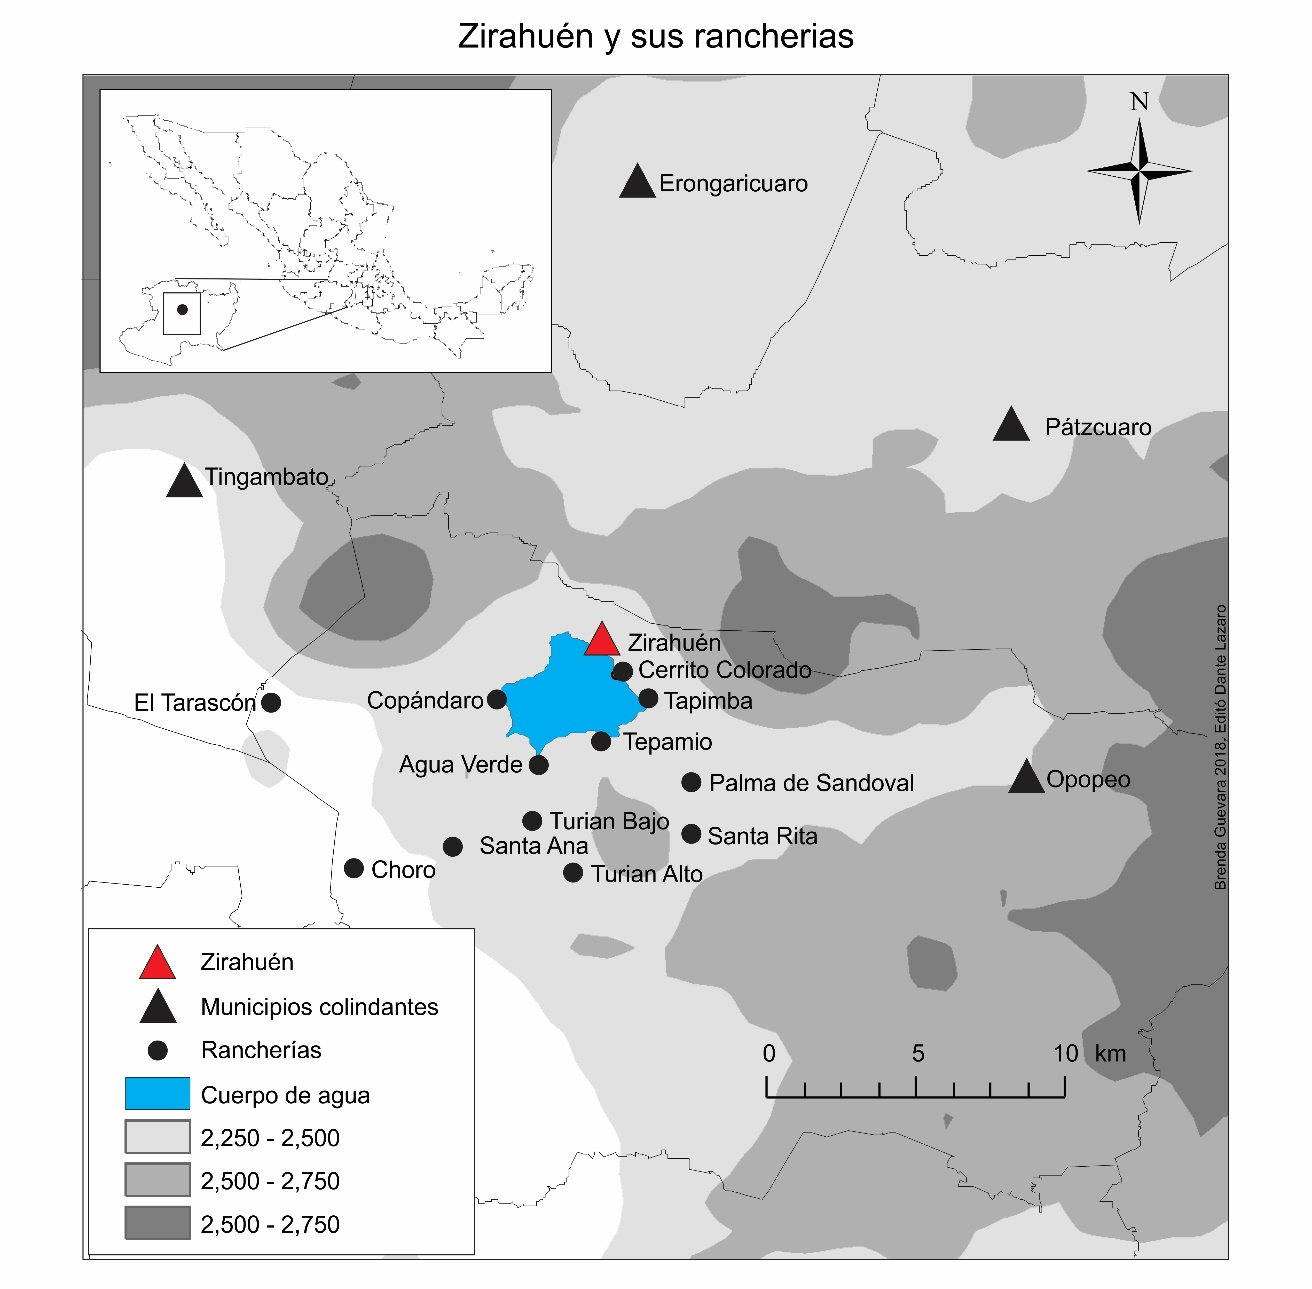 Zirahuén y sus rancherias
N
Erongaricuaro
Pátzcuaro
Tingambato
Zirahuén
Cerrito Colorado
El Tarascón
Copándaro
Tapimba
Tepamio
Agua Verde
Palma de Sandoval
Opopeo
Turian Bajo
Santa Rita
Santa Ana
Choro
Turian Alto
Brenda Guevara 2018, Editó Dante Lazaro
Zirahuén
Municipios colindantes
Rancherías
Cuerpo de agua
2,250 - 2,500
2,500 - 2,750
2,500 - 2,750
0 5 10 km